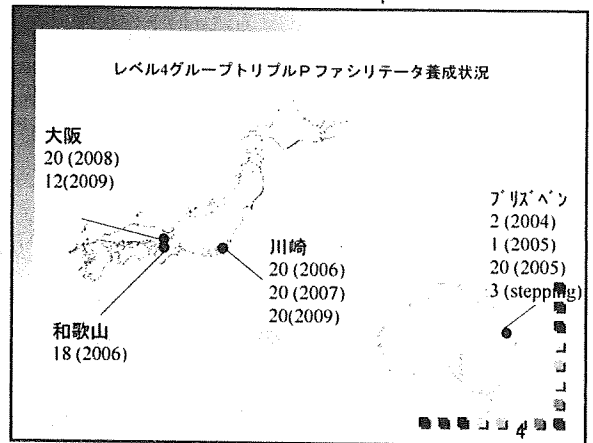 レベル4グループトリプルＰファシリテータ養成状況
大阪
20 (2008)
12(2009)
和歌山
18 (2006)
川崎
20 (2006)
20 (2007)
20(2009)
ﾌﾞﾘｽﾞﾍﾞﾝ
2 (2004)
1 (2005)
20 (2005)
3 (stepping)
4